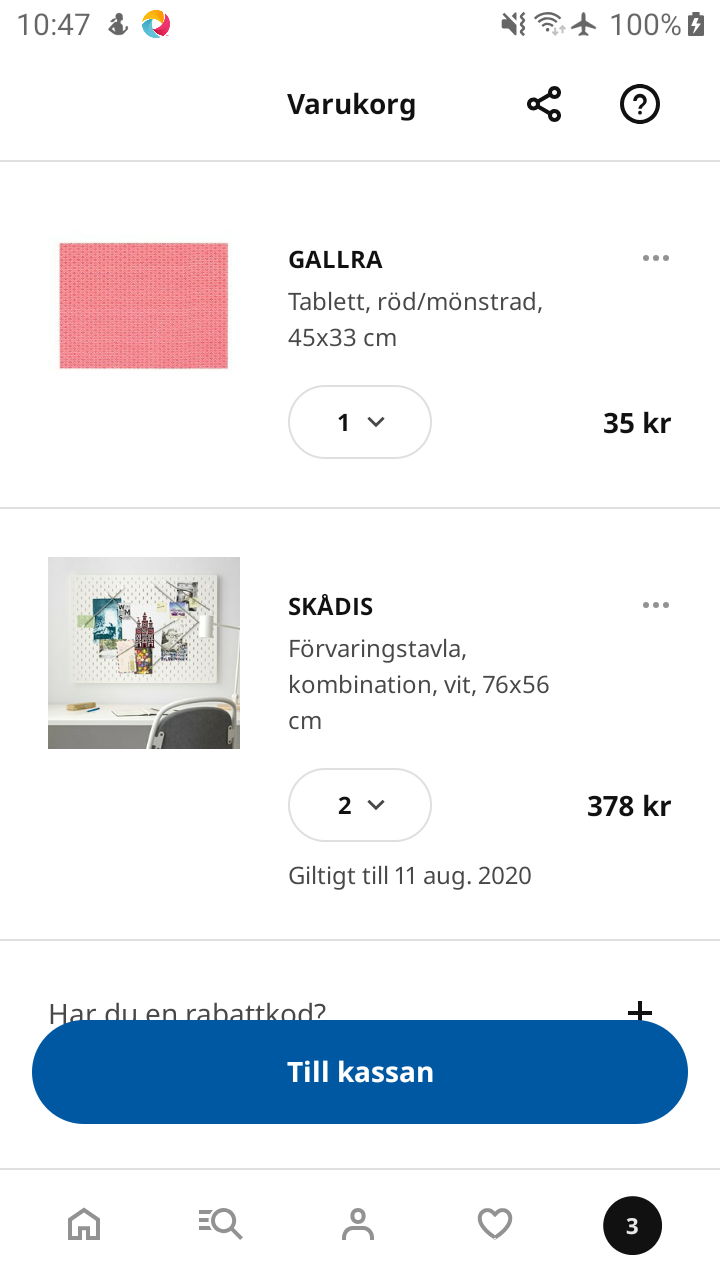 10:47
100%
Varukorg
GALLRA
Tablett, röd/mönstrad,
45x33 cm
1
35 kr
SKÅDIS
Förvaringstavla,
kombination, vit, 76x56
cm
2
378 kr
Giltigt till 11 aug. 2020
Har du en rabattkod?
Till kassan
3